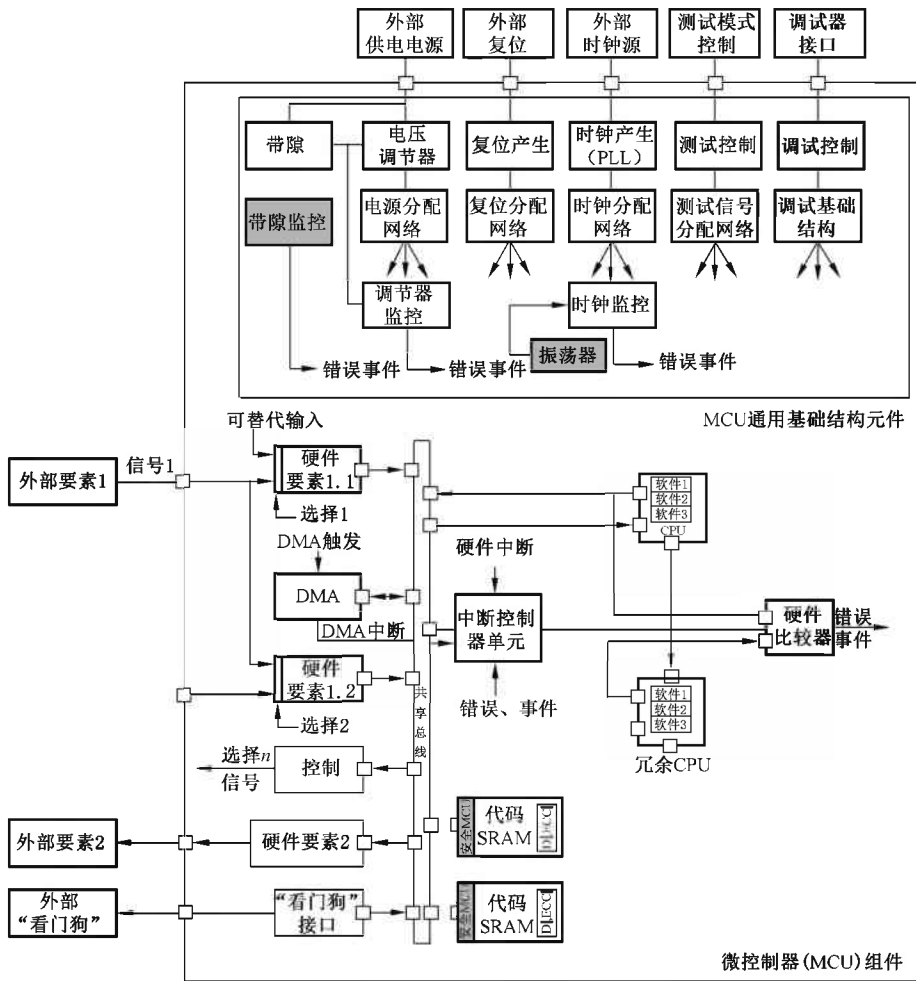 外部
供电电源
外部
复位
外部
时钟源
测试模式
控制
调试器
接口
带隙
电压
调节器
复位产生
时钟产生
(PLL)
测试控制
调试控制
带隙监控
电源分配
网络
复位分配
网络
时钟分配
网络
测试信号
分配网络
调试基础
结构
调节器
监控
时钟监控
振荡器
错误事件
错误事件
错误事件
MCU通用基础结构元件
可替代输入
外部要素1
信号1
硬件
要素1.1
选择1
DMA触发
DMA
DMA中断
硬件
要素1.2
选择2
共享总线
硬件中断
中断控制
器单元
错误、事件
软件1
软件2
软件3
CPU
硬件
比较器
错误
事件
软件1
软件2
软件3
冗余CPU
选择n
信号
控制
外部要素2
硬件要素2
安全MCU
代码
SRAM
D|ECC
外部
“看门狗”
“看门狗”
接口
安全MCU
代码
SRAM
D|ECC
微控制器(MCU)组件